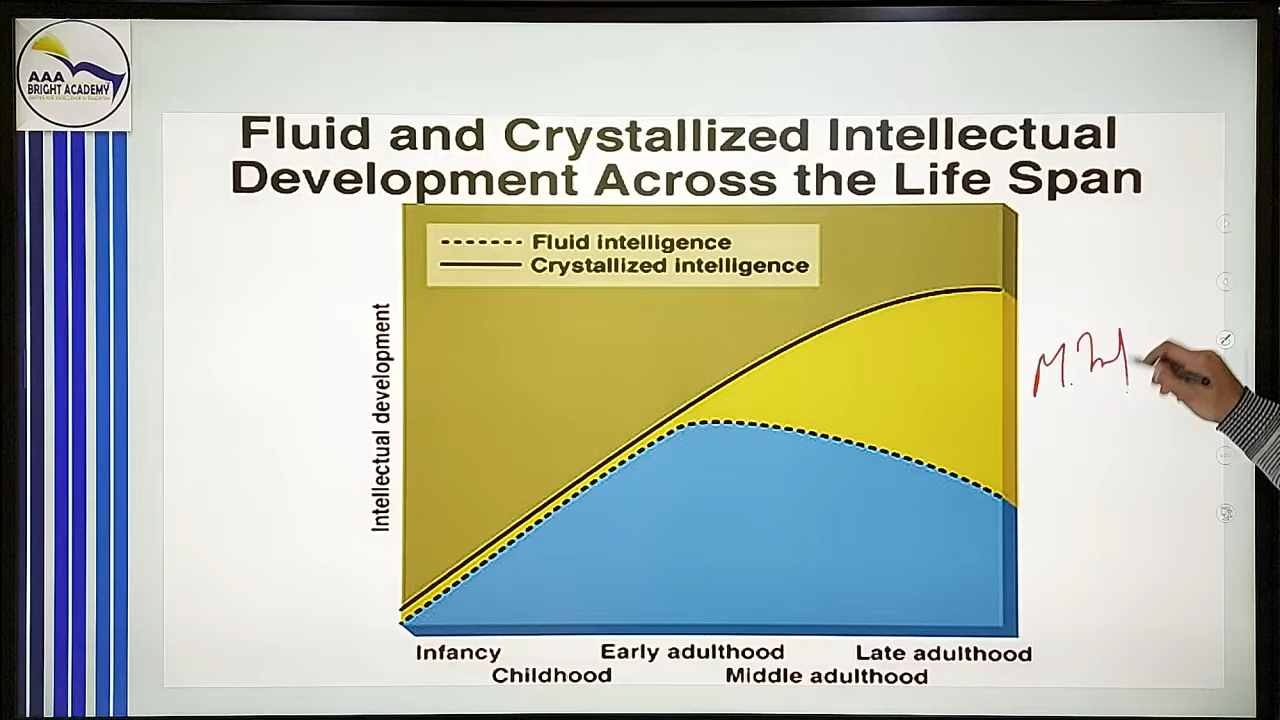 AAA
BRIGHT ACADEMY
Fluid and Crystallized Intellectual
Development Across the Life Span
Fluid intelligence
Crystallized intelligence
Intellectual development
Infancy
Childhood
Early adulthood
Middle adulthood
Late adulthood